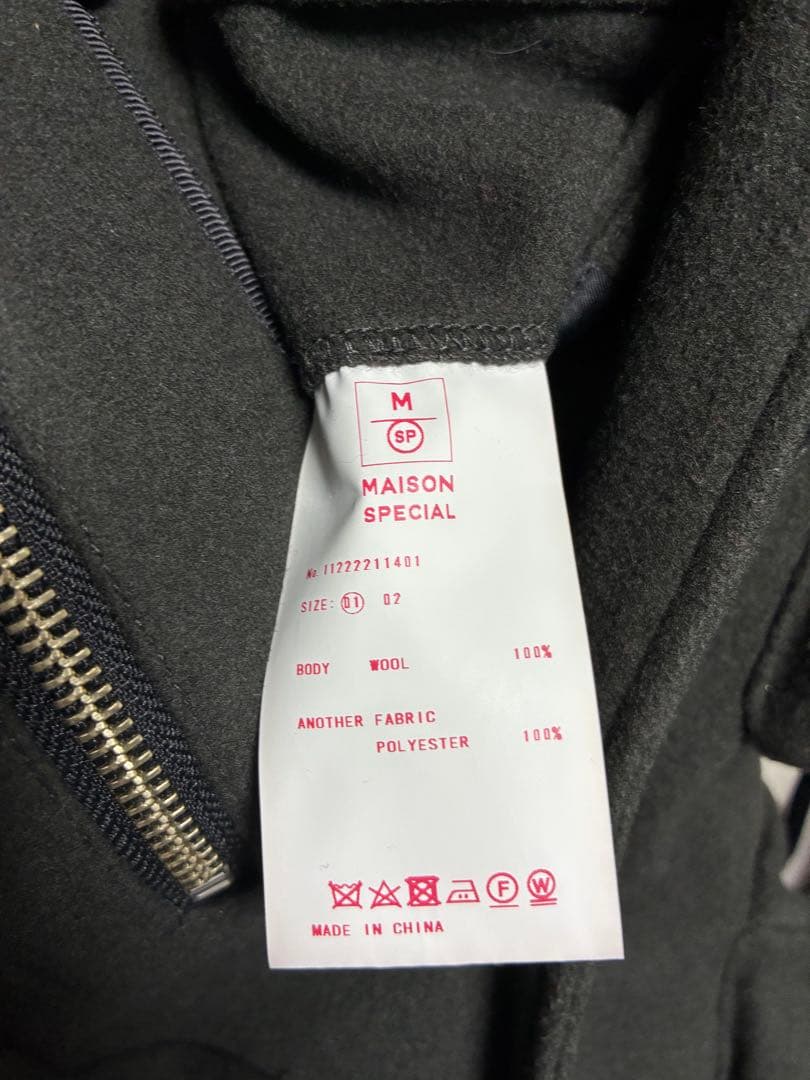 M
SP
MAISON
SPECIAL
No. 11222211401
SIZE: 01 02
BODY WOOL 100%
ANOTHER FABRIC
POLYESTER 100%
F W
MADE IN CHINA